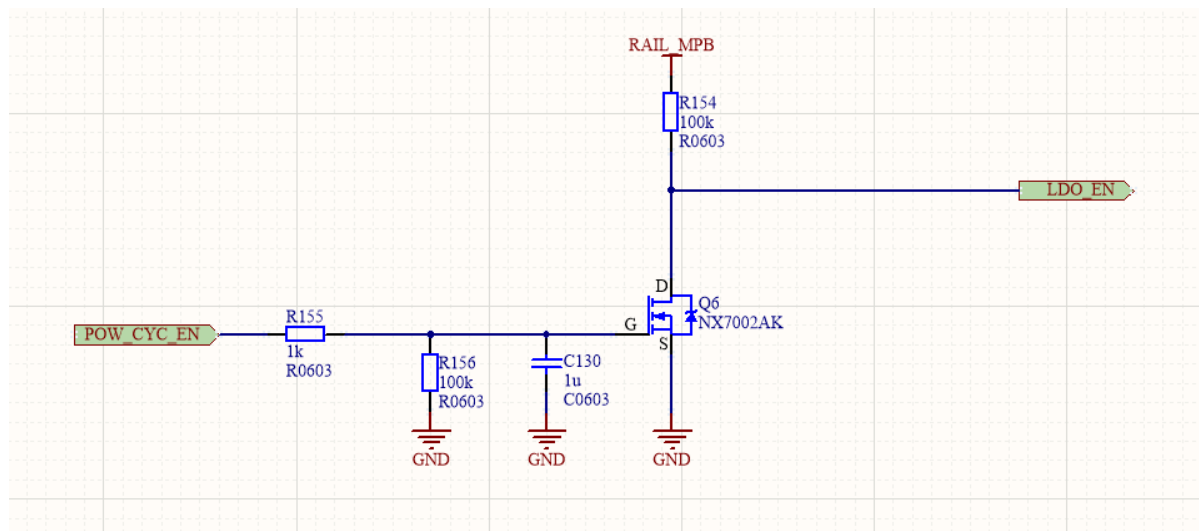 RAIL_MPB
R154
100k
R0603
LDO_EN
D
Q6
NX7002AK
G
S
POW_CYC_EN
R155
1k
R0603
R156
100k
R0603
C130
1u
C0603
GND
GND
GND